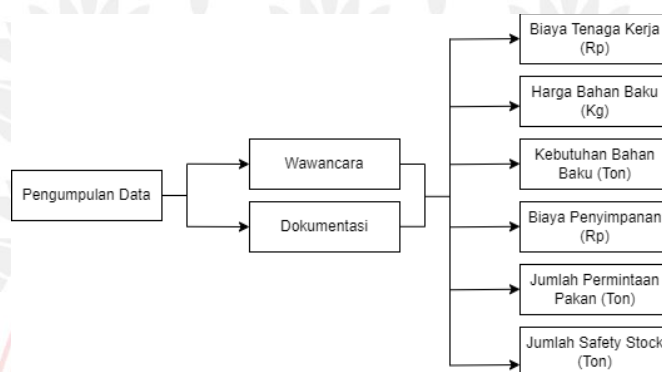 Pengumpulan Data
Wawancara
Dokumentasi
Biaya Tenaga Kerja
(Rp)
Harga Bahan Baku
(Kg)
Kebutuhan Bahan
Baku (Ton)
Biaya Penyimpanan
(Rp)
Jumlah Permintaan
Pakan (Ton)
Jumlah Safety Stock
(Ton)